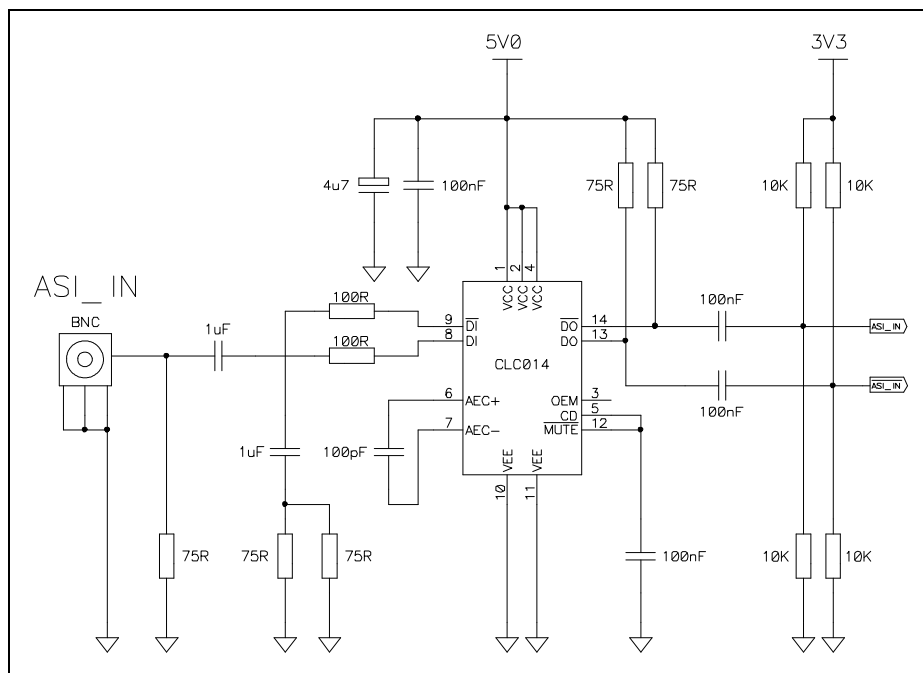 5V0
3V3
4u7
100nF
75R
75R
10K
10K
ASI_IN
BNC
1uF
100R
100R
1
2
4
VCC
VCC
VCC
9
DI
8
DI
CLC014
14
DO
13
DO
100nF
100nF
ASI_IN
ASI_IN
6
AEC+
7
AEC-
OEM
3
CD
5
MUTE
12
1uF
100pF
VEE
VEE
10
11
75R
75R
75R
100nF
10K
10K